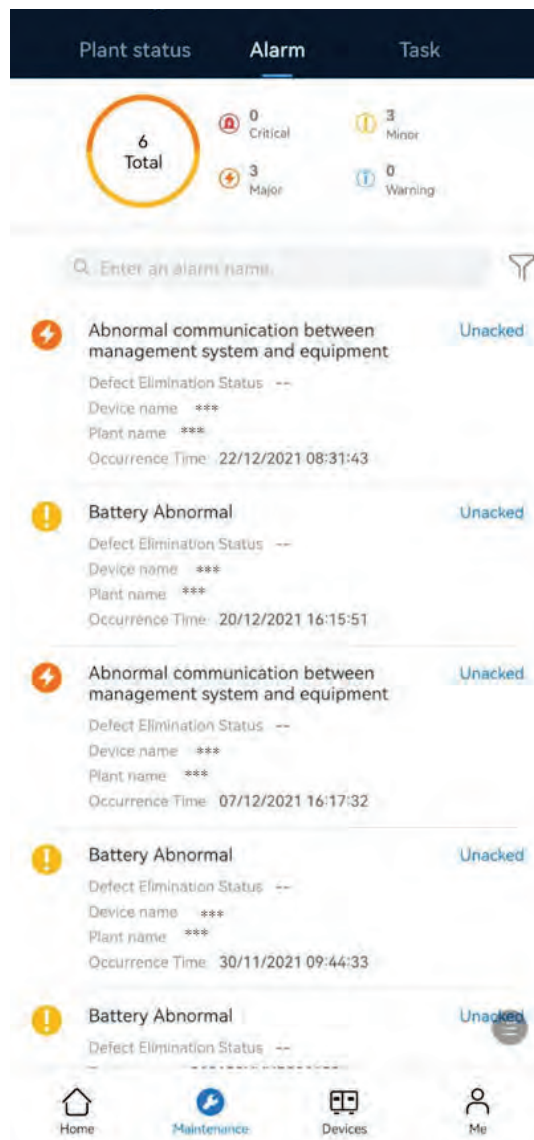 Plant status Alarm Task
6
Total
0
Critical
3
Minor
3
Major
0
Warning
Enter an alarm name.
Abnormal communication between
management system and equipment
Unacked
Defect Elimination Status --
Device name ***
Plant name ***
Occurrence Time 22/12/2021 08:31:43
Battery Abnormal Unacked
Defect Elimination Status --
Device name ***
Plant name ***
Occurrence Time 20/12/2021 16:15:51
Abnormal communication between
management system and equipment
Unacked
Defect Elimination Status --
Device name ***
Plant name ***
Occurrence Time 07/12/2021 16:17:32
Battery Abnormal Unacked
Defect Elimination Status --
Device name ***
Plant name ***
Occurrence Time 30/11/2021 09:44:33
Battery Abnormal Unacked
Defect Elimination Status --
Home Maintenance Devices Me